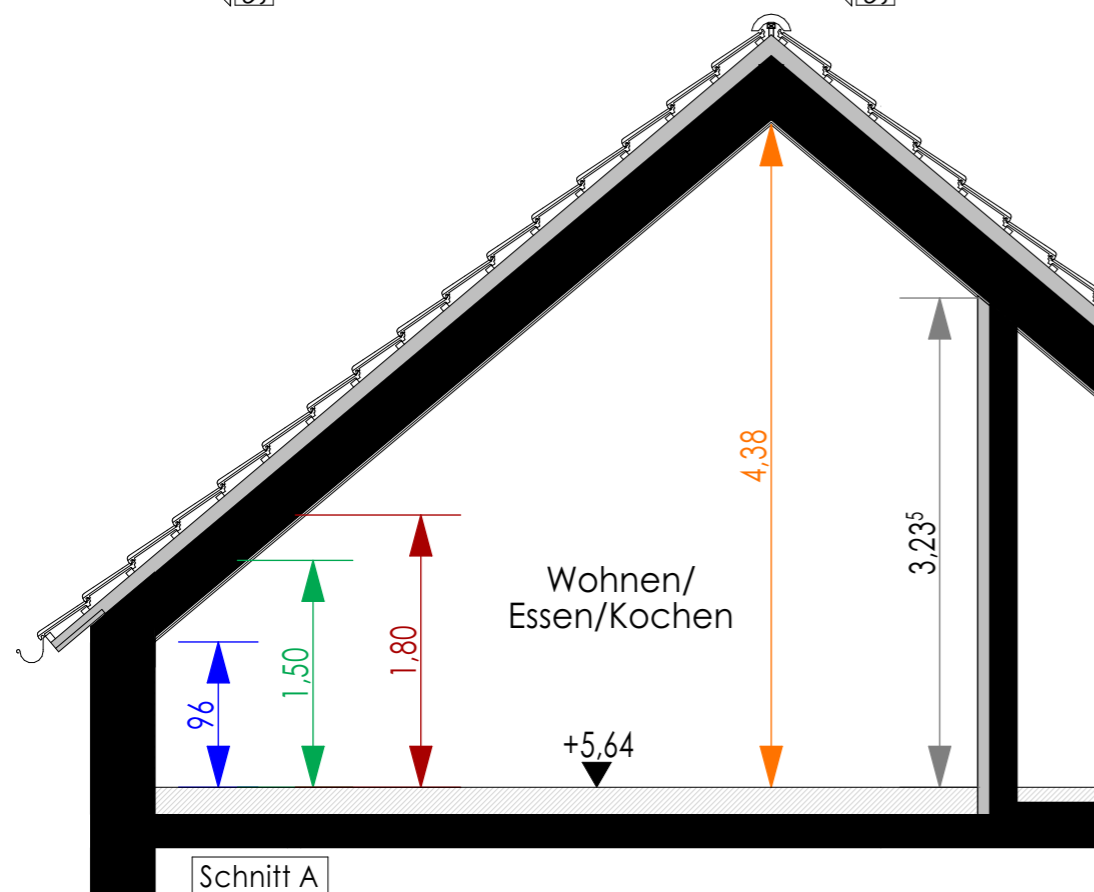 4,38
3,23⁵
Wohnen/
Essen/Kochen
1,80
1,50
96
+5,64
Schnitt A